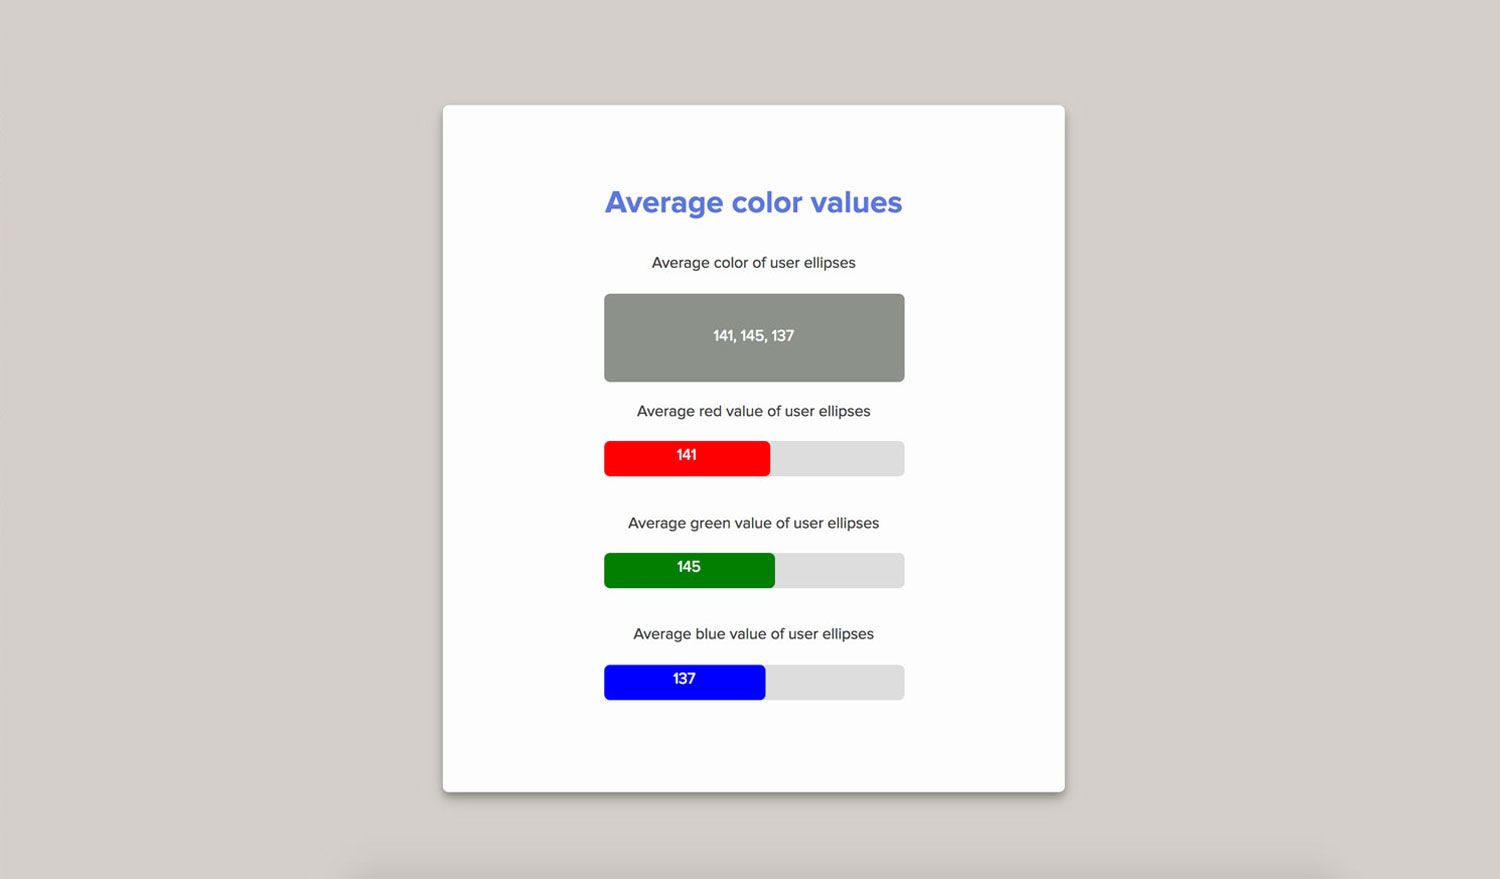 Average color values
Average color of user ellipses
141, 145, 137
Average red value of user ellipses
141
Average green value of user ellipses
145
Average blue value of user ellipses
137